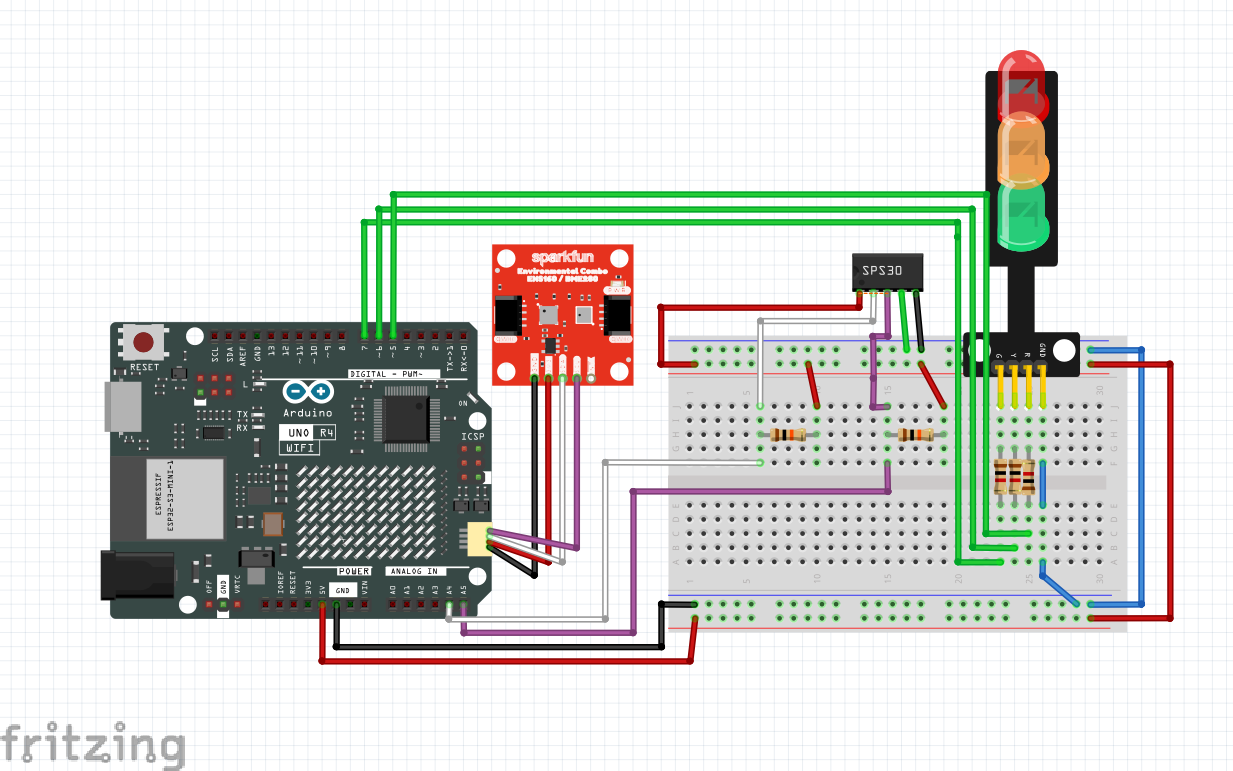 sparkfun
Environmental Combo
ENS160 / BME280
SPS30
RESET
SCL
SDA
AREF
GND
13
12
~11
~10
~9
8
7
~6
~5
4
~3
2
TX→1
RX←0
DIGITAL ( PWM~ )
L
TX
RX
Arduino
UNO R4
WIFI
ON
ICSP
ESPRESSIF
ESP32-S3-MINI-1
OFF
GND
VRTC
IOREF
RESET
3V3
5V
GND
VIN
POWER
ANALOG IN
A0
A1
A2
A3
A4
A5
G
Y
R
GND
1
5
10
15
20
25
30
J
I
H
G
F
E
D
C
B
A
1
5
10
15
20
25
30
fritzing